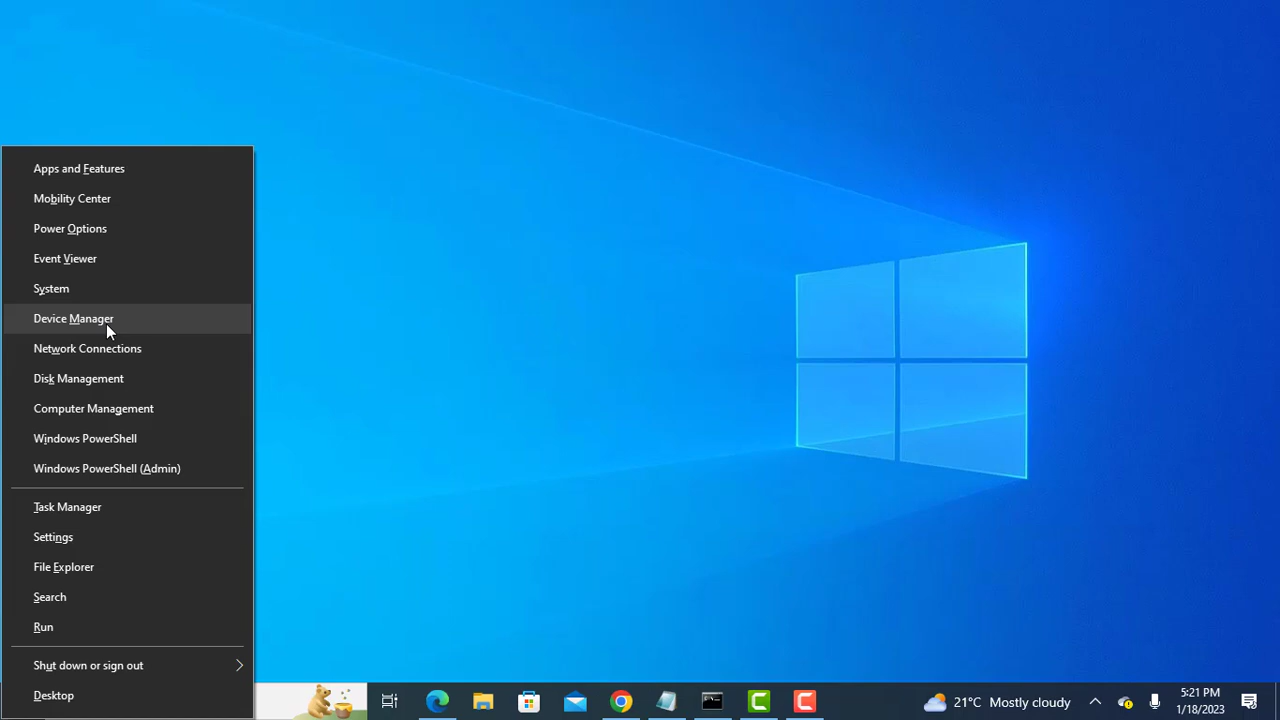 Apps and Features
Mobility Center
Power Options
Event Viewer
System
Device Manager
Network Connections
Disk Management
Computer Management
Windows PowerShell
Windows PowerShell (Admin)
Task Manager
Settings
File Explorer
Search
Run
Shut down or sign out
Desktop
21°C Mostly cloudy
5:21 PM
1/18/2023